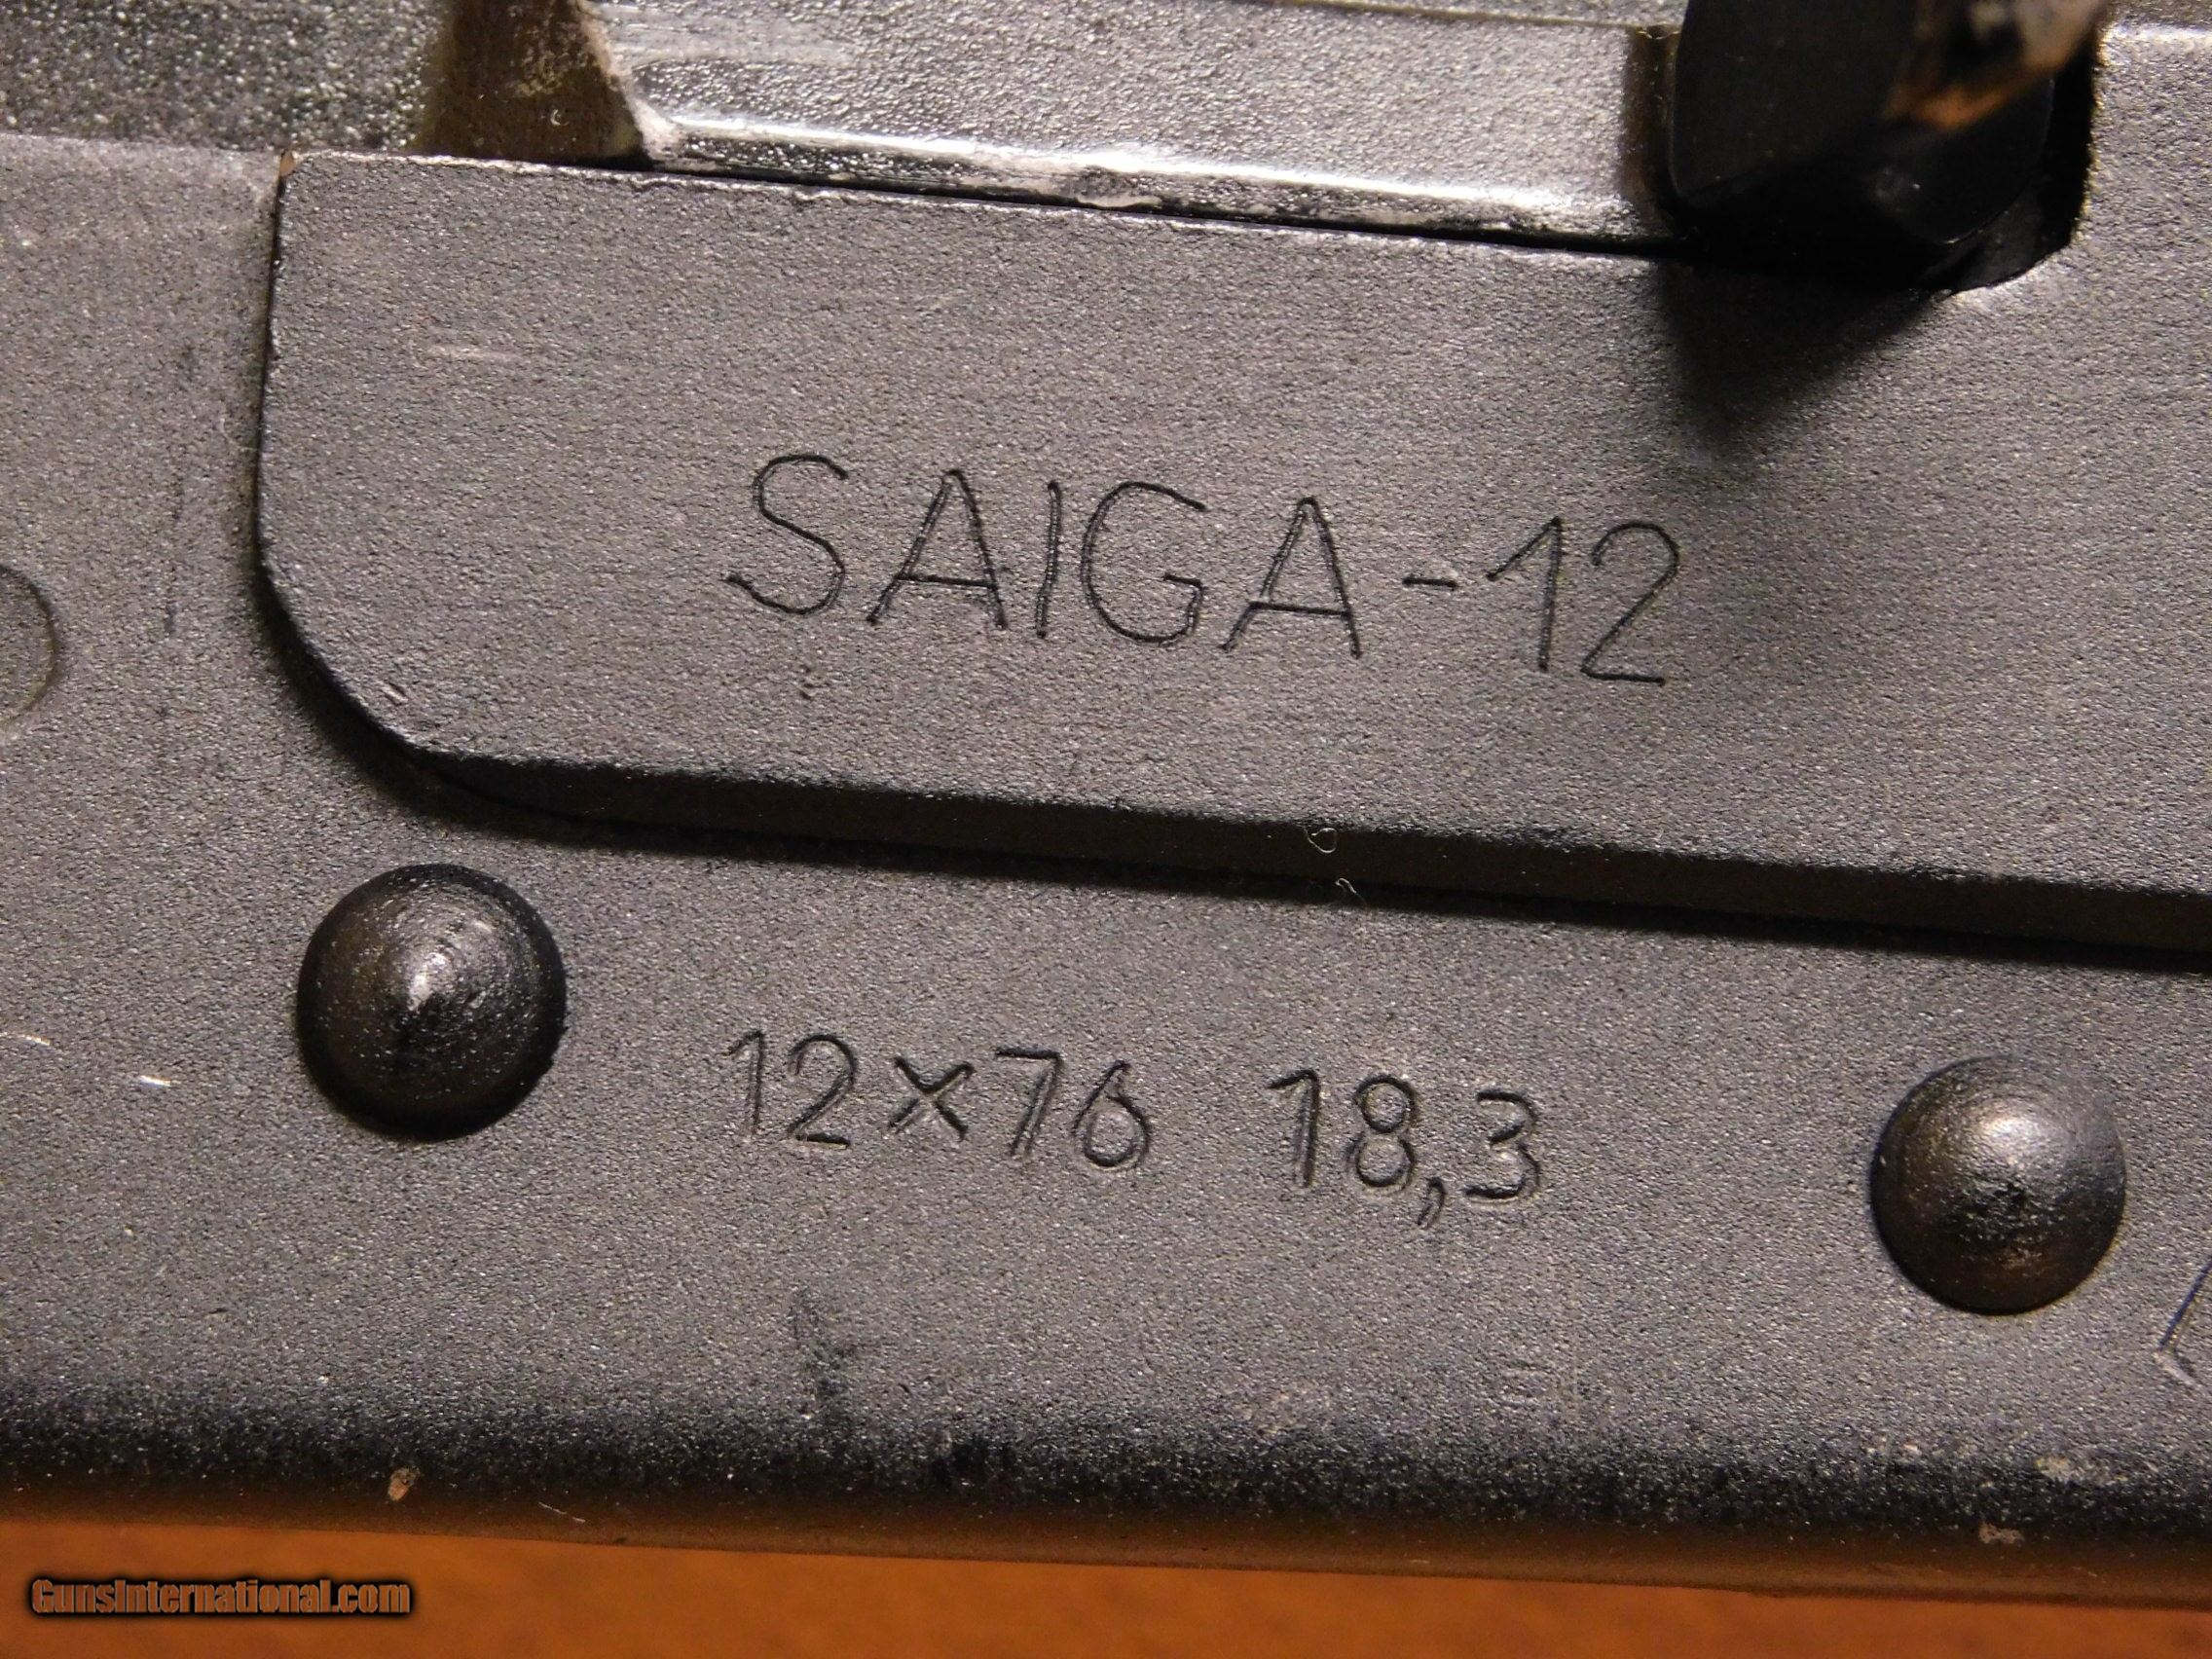 SAIGA-12
12×76 18,3
GunsInternational.com